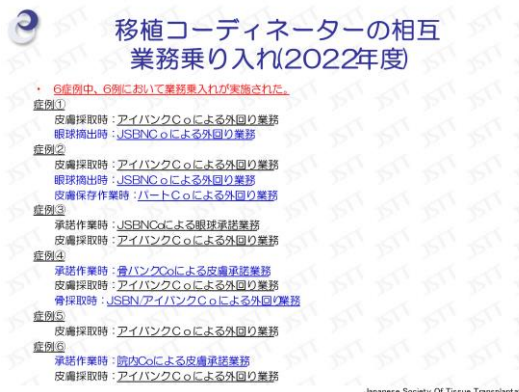 移植コーディネーターの相互
業務乗り入れ(2022年度)
・ 6症例中、6例において業務乗入れが実施された。
症例①
皮膚採取時：アイバンクCoによる外回り業務
眼球摘出時：JSBNCoによる外回り業務
症例②
皮膚採取時：アイバンクCoによる外回り業務
眼球摘出時：JSBNCoによる外回り業務
皮膚保存作業時：パートCoによる外回り業務
症例③
承諾作業時：JSBNCoによる眼球承諾業務
皮膚採取時：アイバンクCoによる外回り業務
症例④
承諾作業時：骨バンクCoによる皮膚承諾業務
皮膚採取時：アイバンクCoによる外回り業務
骨採取時：JSBN/アイバンクCoによる外回り業務
症例⑤
皮膚採取時：アイバンクCoによる外回り業務
症例⑥
承諾作業時：院内Coによる皮膚承諾業務
皮膚採取時：アイバンクCoによる外回り業務
Japanese Society Of Tissue Transplanta